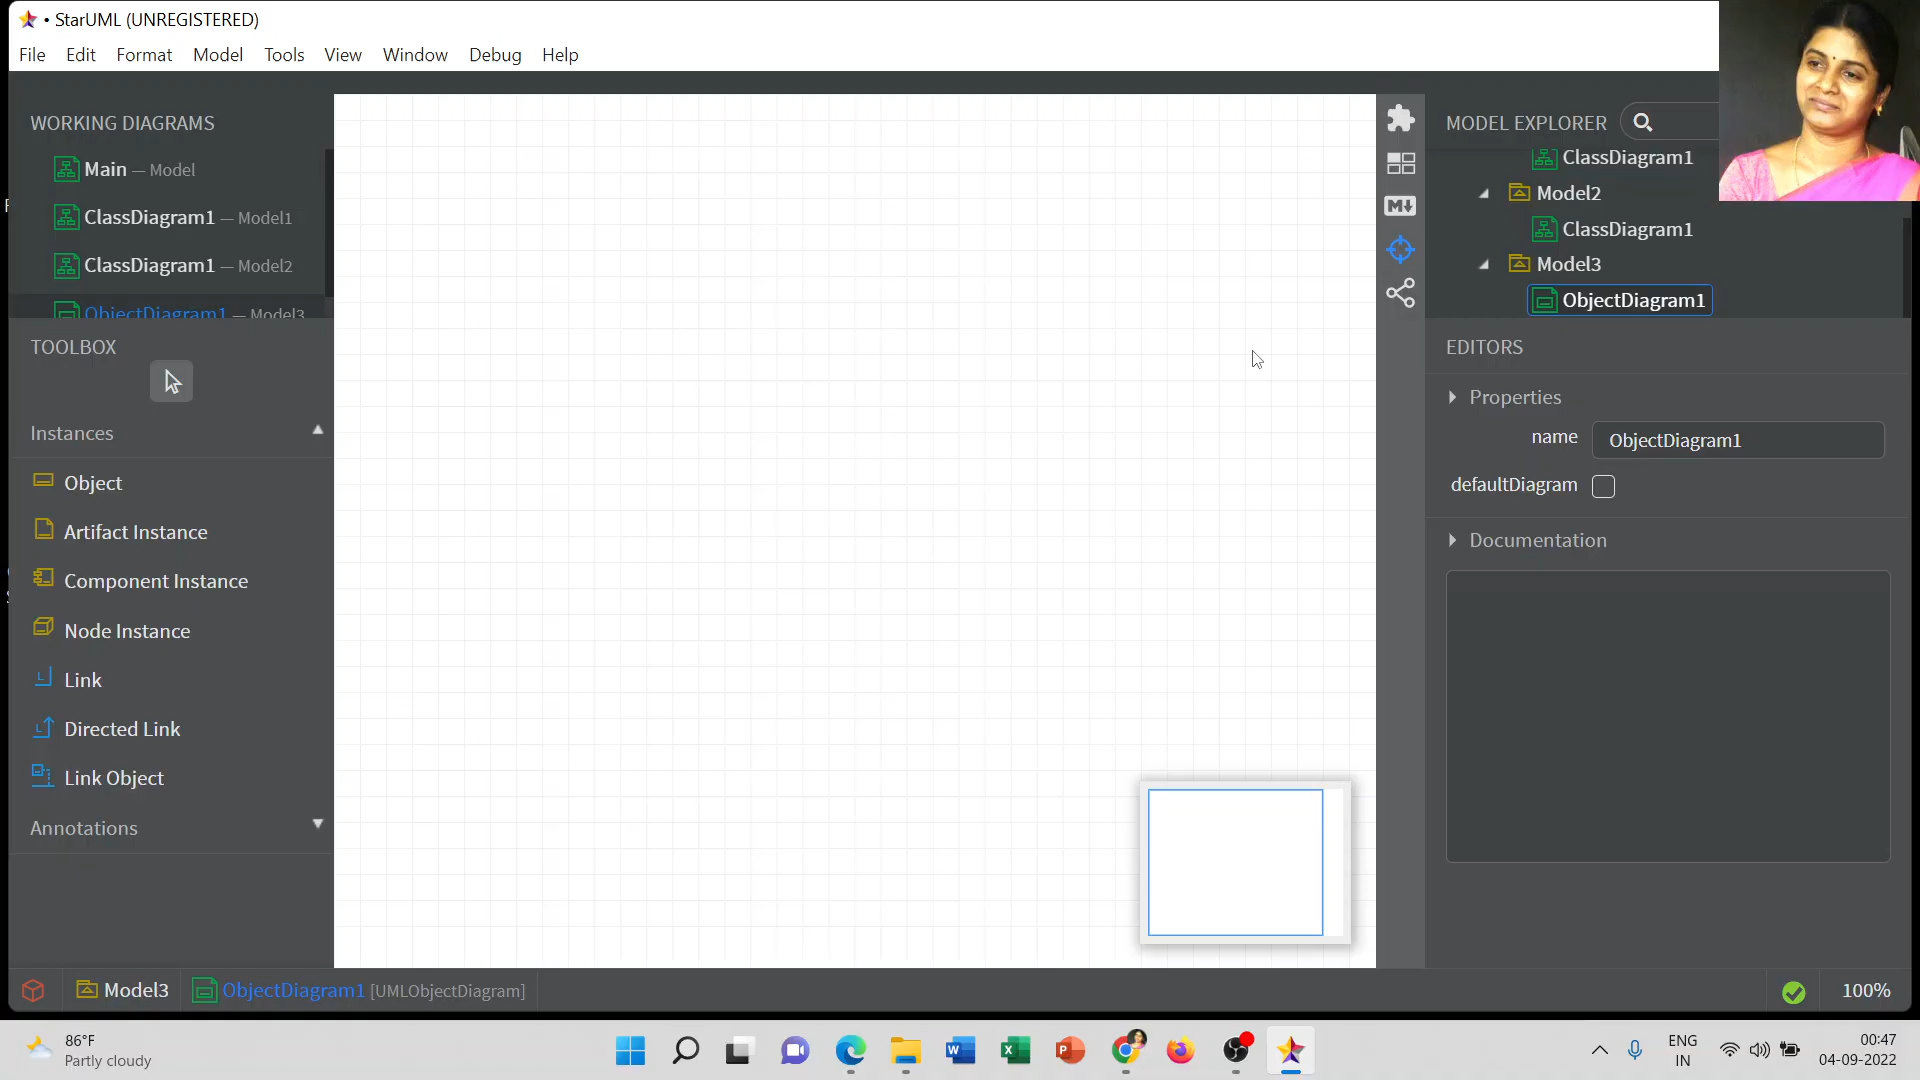 • StarUML (UNREGISTERED)
File Edit Format Model Tools View Window Debug Help
WORKING DIAGRAMS
Main — Model
ClassDiagram1 — Model1
ClassDiagram1 — Model2
ObjectDiagram1 — Model3
TOOLBOX
Instances
Object
Artifact Instance
Component Instance
Node Instance
Link
Directed Link
Link Object
Annotations
M
MODEL EXPLORER
ClassDiagram1
Model2
ClassDiagram1
Model3
ObjectDiagram1
EDITORS
Properties
name ObjectDiagram1
defaultDiagram
Documentation
Model3 ObjectDiagram1 [UMLObjectDiagram] 100%
86°F
Partly cloudy
W
X
P
ENG
IN
00:47
04-09-2022